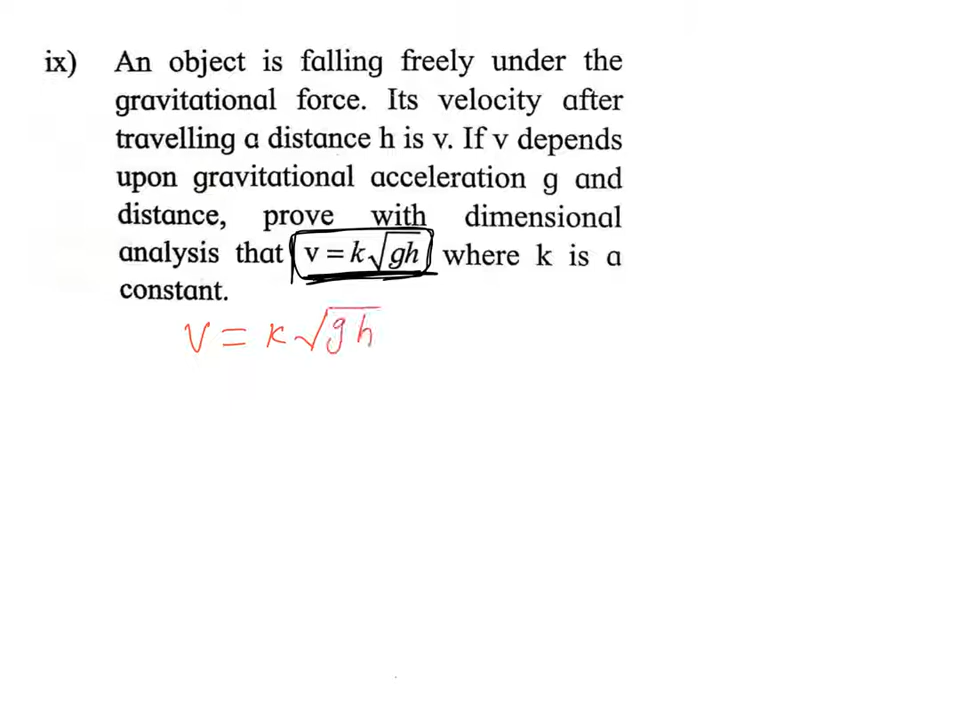 ix) An object is falling freely under the
gravitational force. Its velocity after
travelling a distance h is v. If v depends
upon gravitational acceleration g and
distance, prove with dimensional
analysis that v = k√gh where k is a
constant.
V = K √gh